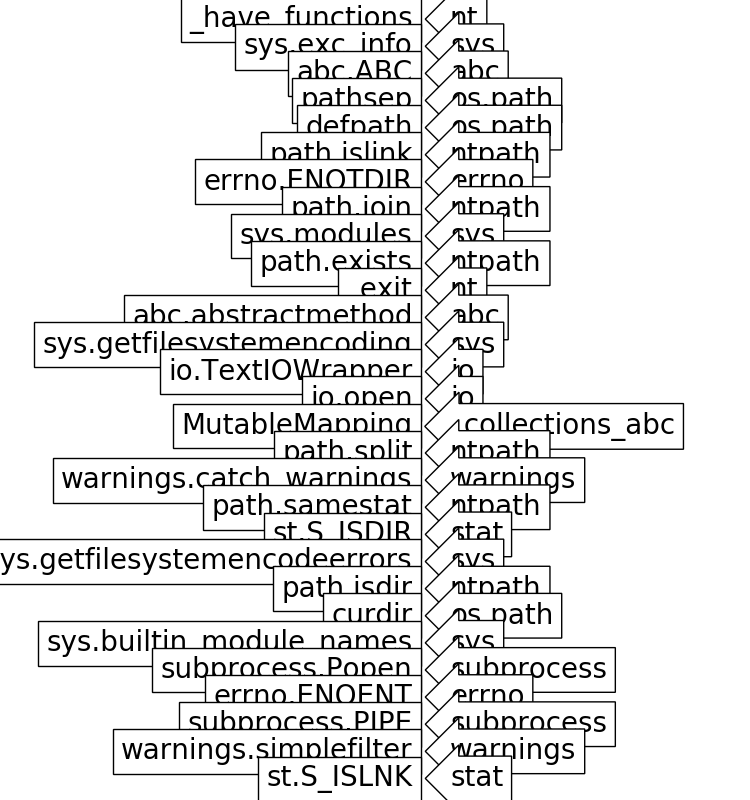 _have_functions nt
sys.exc_info sys
abc.ABC abc
pathsep os.path
defpath os.path
path.islink ntpath
errno.ENOTDIR errno
path.join ntpath
sys.modules sys
path.exists ntpath
exit nt
abc.abstractmethod abc
sys.getfilesystemencoding sys
io.TextIOWrapper io
io.open io
MutableMapping collections_abc
path.split ntpath
warnings.catch_warnings warnings
path.samestat ntpath
st.S_ISDIR stat
ys.getfilesystemencodeerrors sys
path.isdir ntpath
curdir os.path
sys.builtin_module_names sys
subprocess.Popen subprocess
errno.ENOENT errno
subprocess.PIPE subprocess
warnings.simplefilter warnings
st.S_ISLNK stat